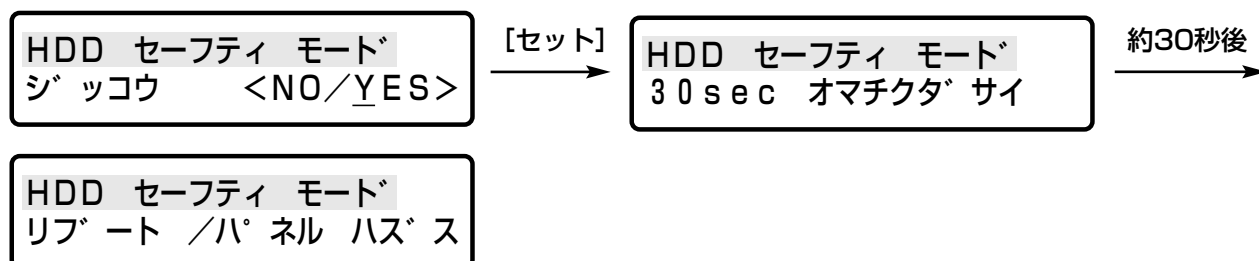 HDD セーフティ モード
ジッコウ <NO/YES>
[セット]
HDD セーフティ モード
30sec オマチクダサイ
約30秒後
HDD セーフティ モード
リブート /パネル ハズス